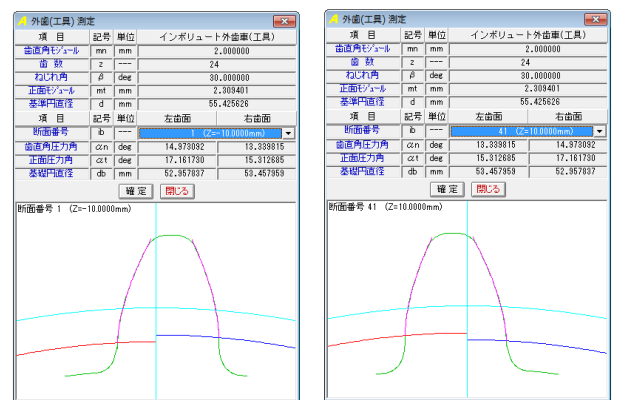 外歯(工具) 測定
項 目 記号 単位 インボリュート外歯車(工具)
歯直角モジュール mn mm 2.000000
歯 数 z --- 24
ねじれ角 β deg 30.000000
正面モジュール mt mm 2.309401
基準円直径 d mm 55.425626
項 目 記号 単位 左歯面 右歯面
断面番号 ib --- 1 (Z=-10.0000mm)
歯直角圧力角 αn deg 14.973092 13.339815
正面圧力角 αt deg 17.161730 15.312685
基礎円直径 db mm 52.957837 53.457959
確 定 閉じる
断面番号 1 (Z=-10.0000mm)
外歯(工具) 測定
項 目 記号 単位 インボリュート外歯車(工具)
歯直角モジュール mn mm 2.000000
歯 数 z --- 24
ねじれ角 β deg 30.000000
正面モジュール mt mm 2.309401
基準円直径 d mm 55.425626
項 目 記号 単位 左歯面 右歯面
断面番号 ib --- 41 (Z=10.0000mm)
歯直角圧力角 αn deg 13.339815 14.973092
正面圧力角 αt deg 15.312685 17.161730
基礎円直径 db mm 53.457959 52.957837
確 定 閉じる
断面番号 41 (Z=10.0000mm)